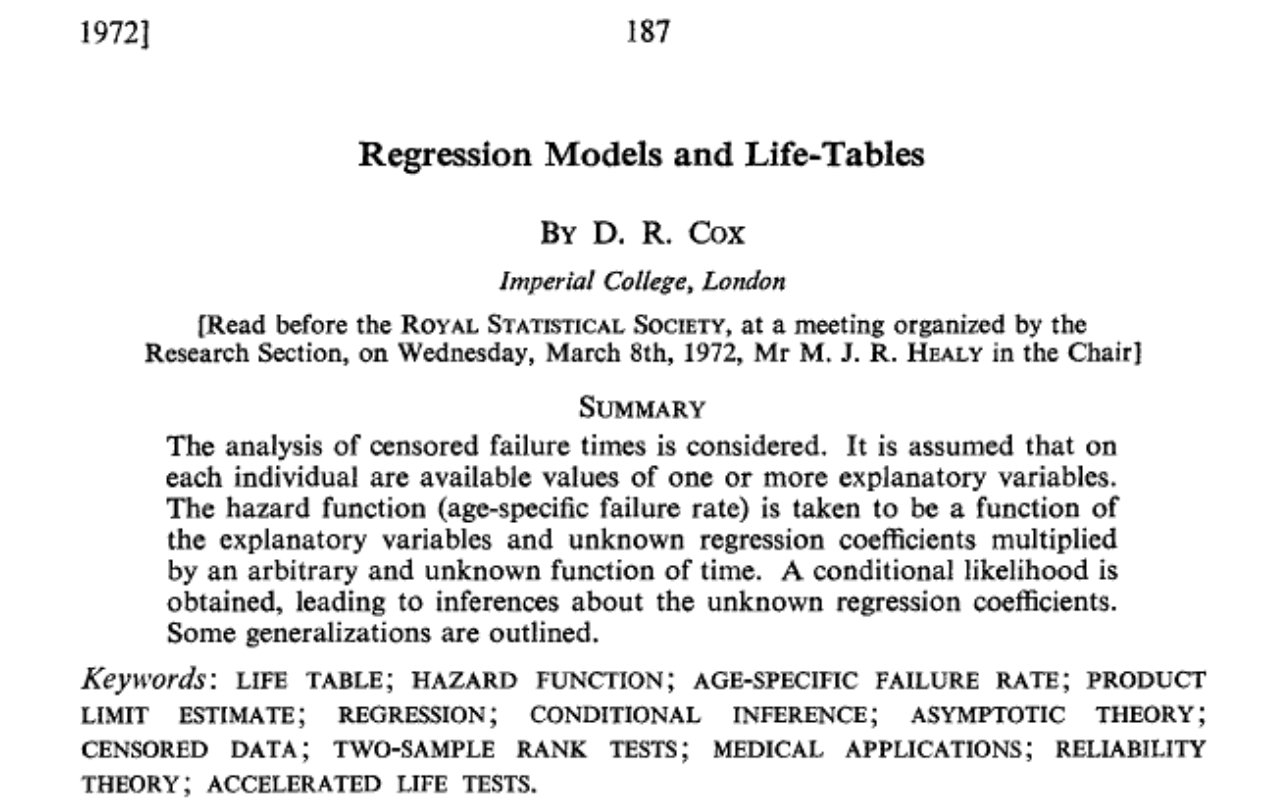 1972]
187
Regression Models and Life-Tables
By D. R. Cox
Imperial College, London
[Read before the ROYAL STATISTICAL SOCIETY, at a meeting organized by the
Research Section, on Wednesday, March 8th, 1972, Mr M. J. R. HEALY in the Chair]
SUMMARY
The analysis of censored failure times is considered. It is assumed that on
each individual are available values of one or more explanatory variables.
The hazard function (age-specific failure rate) is taken to be a function of
the explanatory variables and unknown regression coefficients multiplied
by an arbitrary and unknown function of time. A conditional likelihood is
obtained, leading to inferences about the unknown regression coefficients.
Some generalizations are outlined.
Keywords: LIFE TABLE; HAZARD FUNCTION; AGE-SPECIFIC FAILURE RATE; PRODUCT
LIMIT ESTIMATE; REGRESSION; CONDITIONAL INFERENCE; ASYMPTOTIC THEORY;
CENSORED DATA; TWO-SAMPLE RANK TESTS; MEDICAL APPLICATIONS; RELIABILITY
THEORY; ACCELERATED LIFE TESTS.